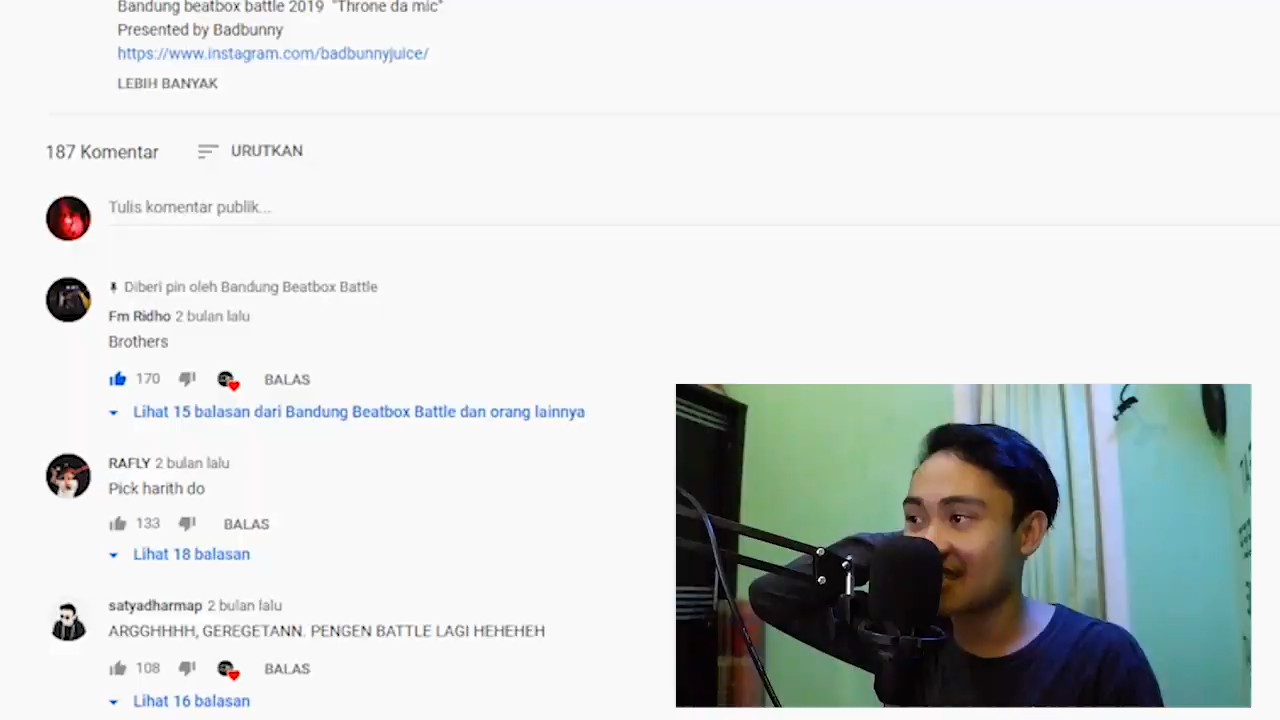 Bandung beatbox battle 2019 "Throne da mic"
Presented by Badbunny
https://www.instagram.com/badbunnyjuice/
LEBIH BANYAK
187 Komentar
URUTKAN
Tulis komentar publik...
Diberi pin oleh Bandung Beatbox Battle
Fm Ridho 2 bulan lalu
Brothers
170 BALAS
Lihat 15 balasan dari Bandung Beatbox Battle dan orang lainnya
RAFLY 2 bulan lalu
Pick harith do
133 BALAS
Lihat 18 balasan
satyadharmap 2 bulan lalu
ARGGHHHH, GEREGETANN. PENGEN BATTLE LAGI HEHEHEH
108 BALAS
Lihat 16 balasan